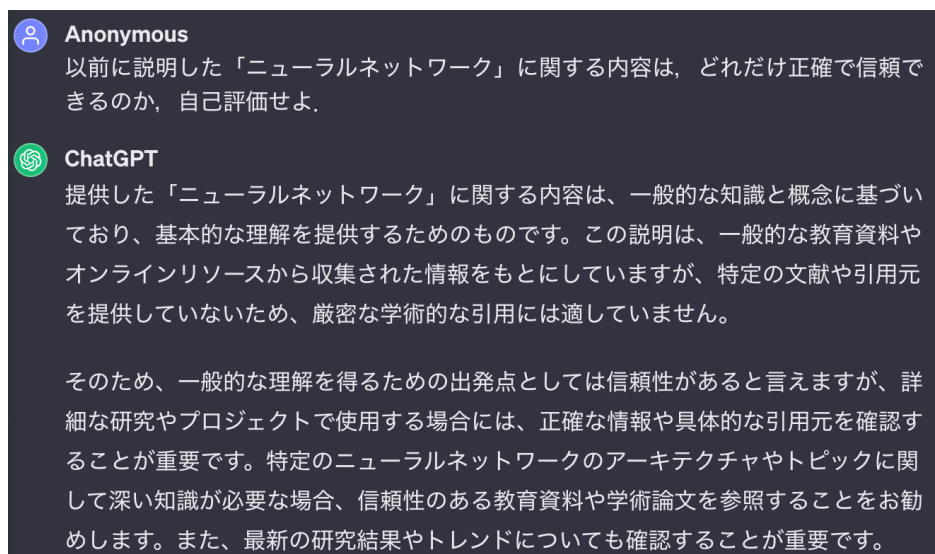 Anonymous
以前に説明した「ニューラルネットワーク」に関する内容は，どれだけ正確で信頼で
きるのか，自己評価せよ．
ChatGPT
提供した「ニューラルネットワーク」に関する内容は、一般的な知識と概念に基づい
ており、基本的な理解を提供するためのものです。この説明は、一般的な教育資料や
オンラインリソースから収集された情報をもとにしていますが、特定の文献や引用元
を提供していないため、厳密な学術的な引用には適していません。
そのため、一般的な理解を得るための出発点としては信頼性があると言えますが、詳
細な研究やプロジェクトで使用する場合には、正確な情報や具体的な引用元を確認す
ることが重要です。特定のニューラルネットワークのアーキテクチャやトピックに関
して深い知識が必要な場合、信頼性のある教育資料や学術論文を参照することをお勧
めします。また、最新の研究結果やトレンドについても確認することが重要です。